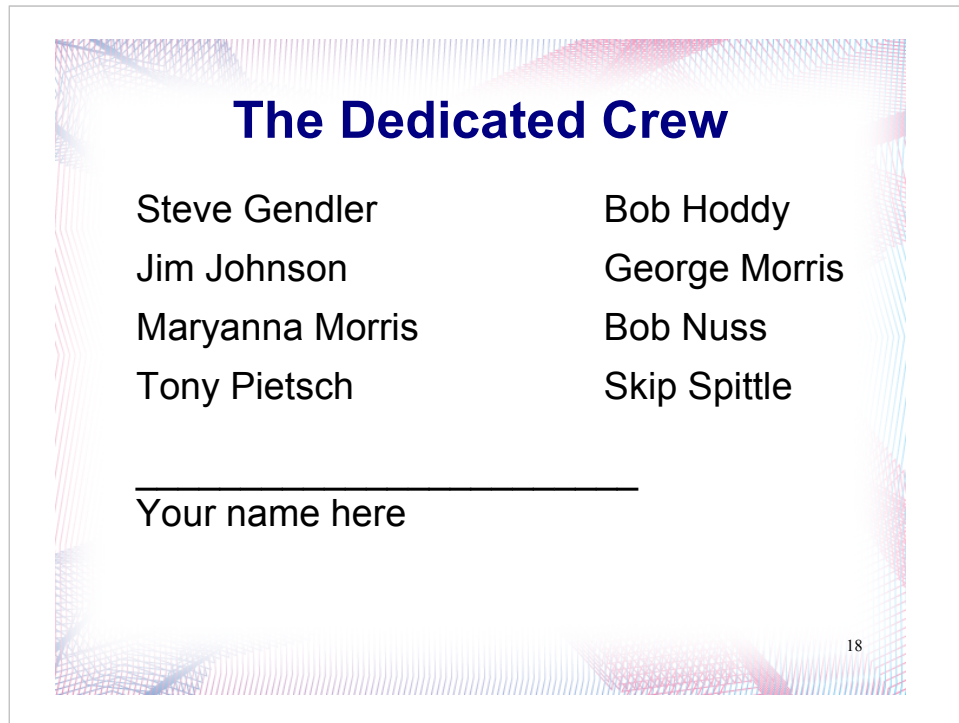 The Dedicated Crew
Steve Gendler Bob Hoddy
Jim Johnson George Morris
Maryanna Morris Bob Nuss
Tony Pietsch Skip Spittle
________________________
Your name here
18